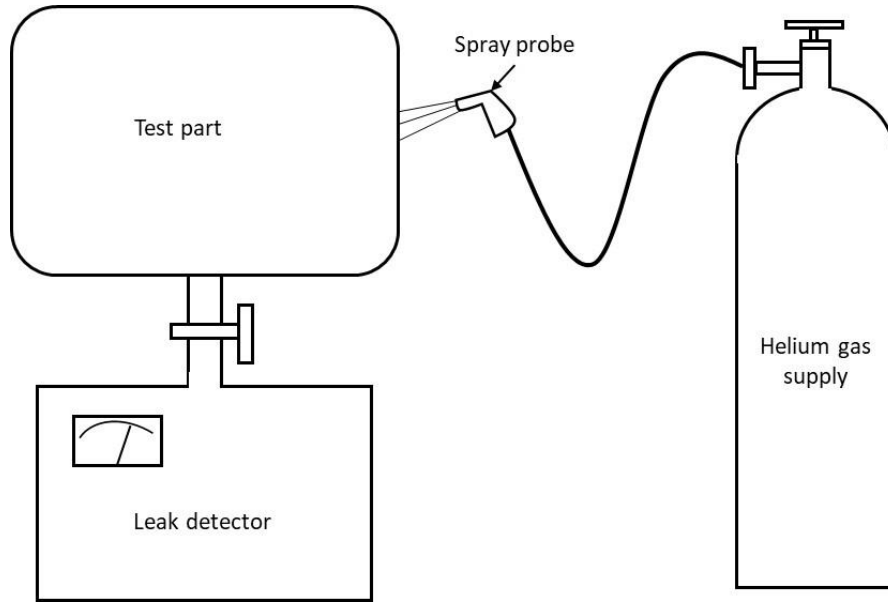 Spray probe
Test part
Helium gas
supply
Leak detector